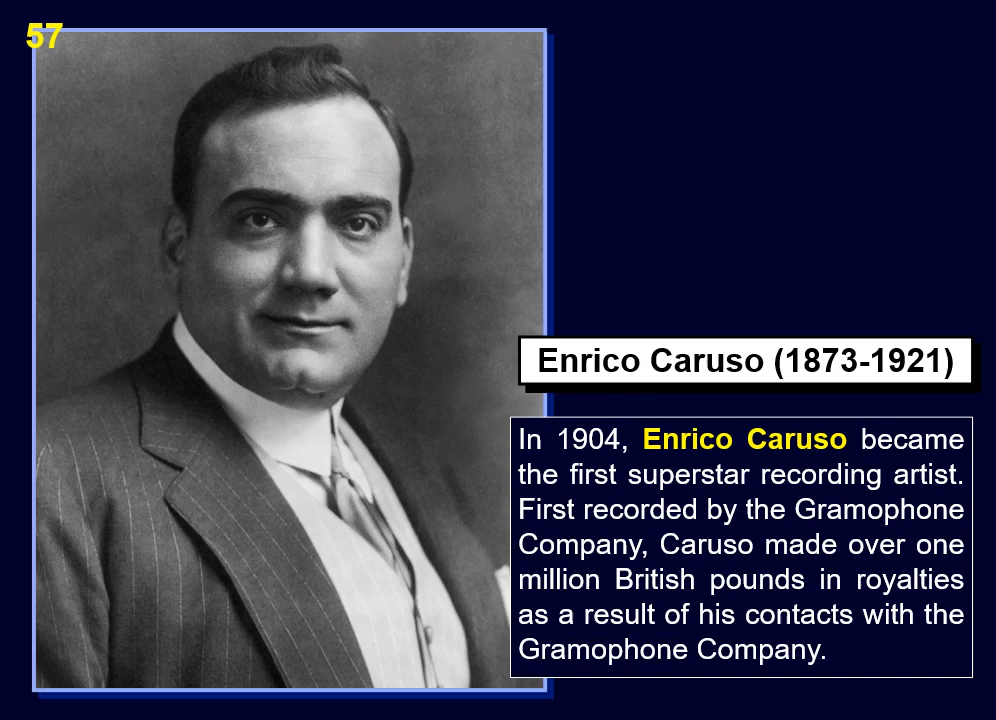 57
Enrico Caruso (1873-1921)
In 1904, Enrico Caruso became
the first superstar recording artist.
First recorded by the Gramophone
Company, Caruso made over one
million British pounds in royalties
as a result of his contacts with the
Gramophone Company.